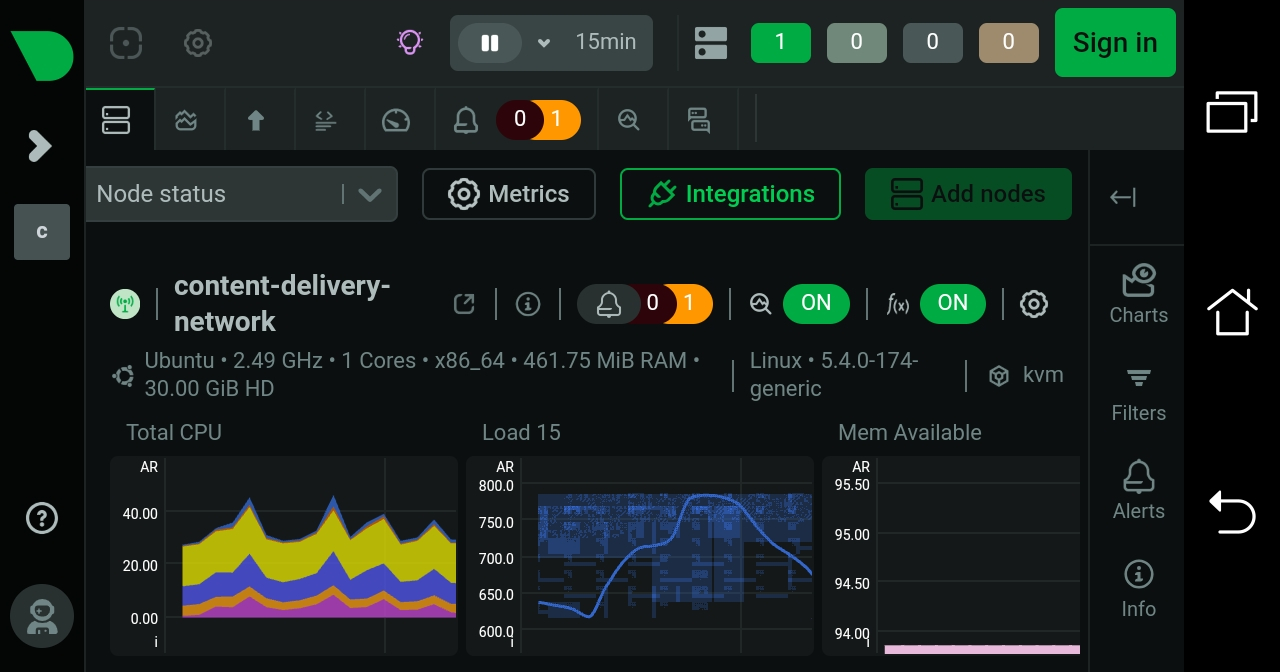 15min
1
0
0
0
Sign in
0 1
c
Node status
Metrics
Integrations
Add nodes
content-delivery-
network
0 1
ON
f(x)
ON
Ubuntu • 2.49 GHz • 1 Cores • x86_64 • 461.75 MiB RAM •
30.00 GiB HD
Linux • 5.4.0-174-
generic
kvm
Total CPU
AR
40.00
20.00
0.00
i
Load 15
AR
800.0
750.0
700.0
650.0
600.0
i
Mem Available
AR
95.50
95.00
94.50
94.00
i
Charts
Filters
Alerts
Info